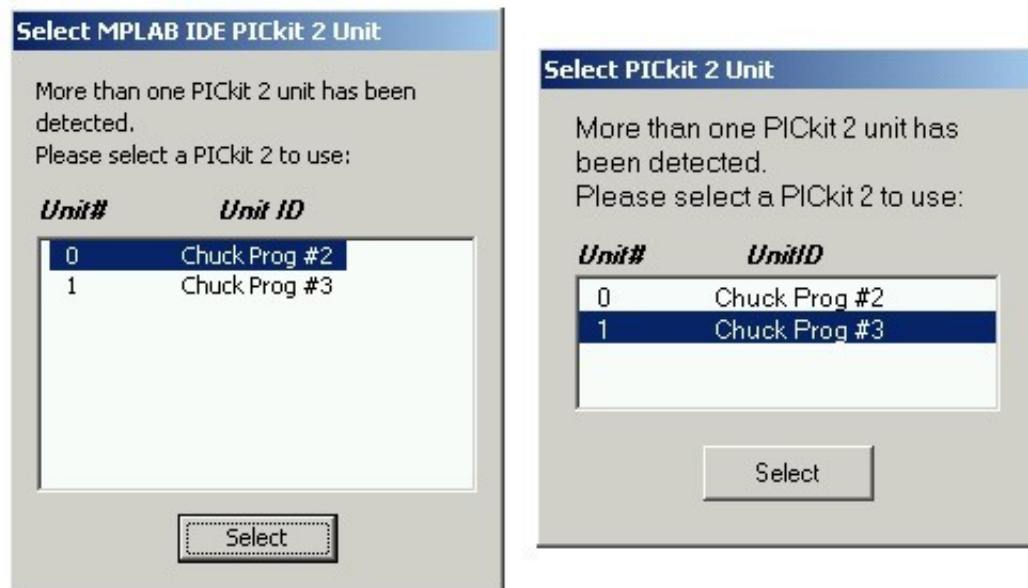 Select MPLAB IDE PICkit 2 Unit
More than one PICkit 2 unit has been
detected.
Please select a PICkit 2 to use:
Unit# Unit ID
0 Chuck Prog #2
1 Chuck Prog #3
Select
Select PICkit 2 Unit
More than one PICkit 2 unit has
been detected.
Please select a PICkit 2 to use:
Unit# UnitID
0 Chuck Prog #2
1 Chuck Prog #3
Select